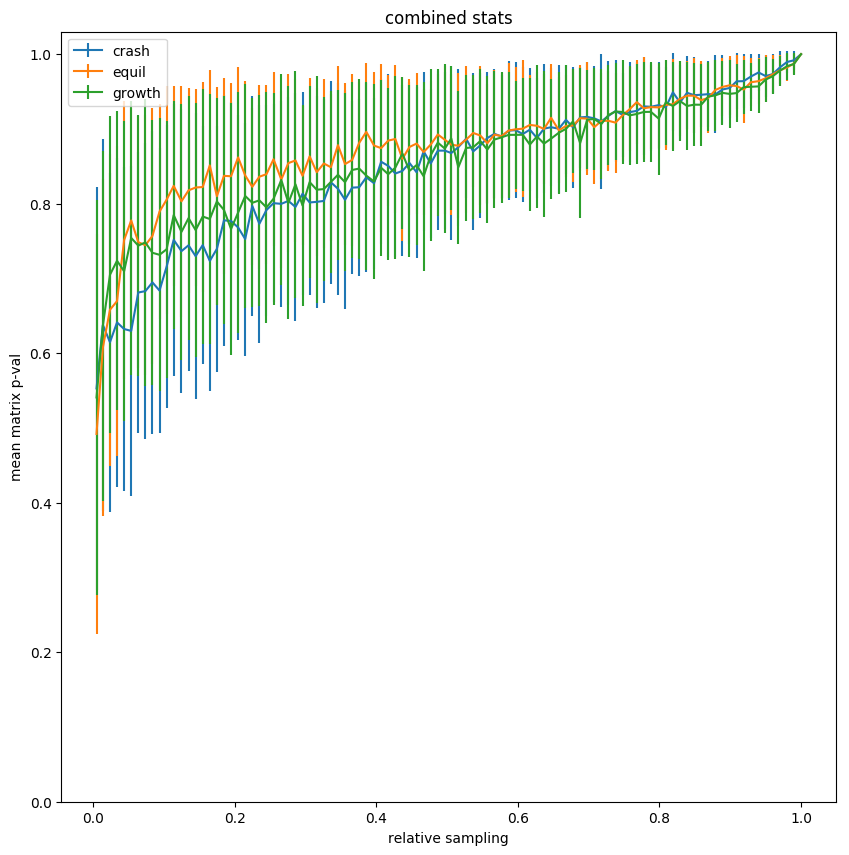 combined stats
crash
equil
growth
mean matrix p-val
1.0
0.8
0.6
0.4
0.2
0.0
0.0 0.2 0.4 0.6 0.8 1.0
relative sampling